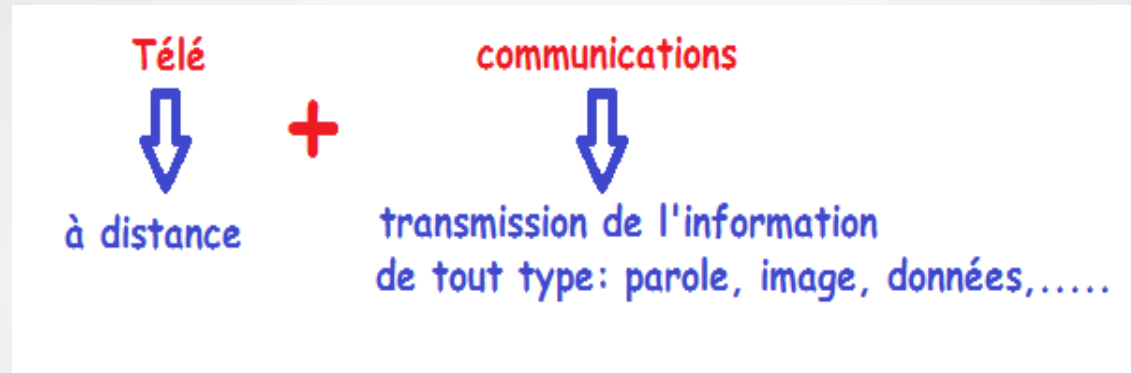 Télé + communications
à distance
transmission de l'information
de tout type: parole, image, données,.....